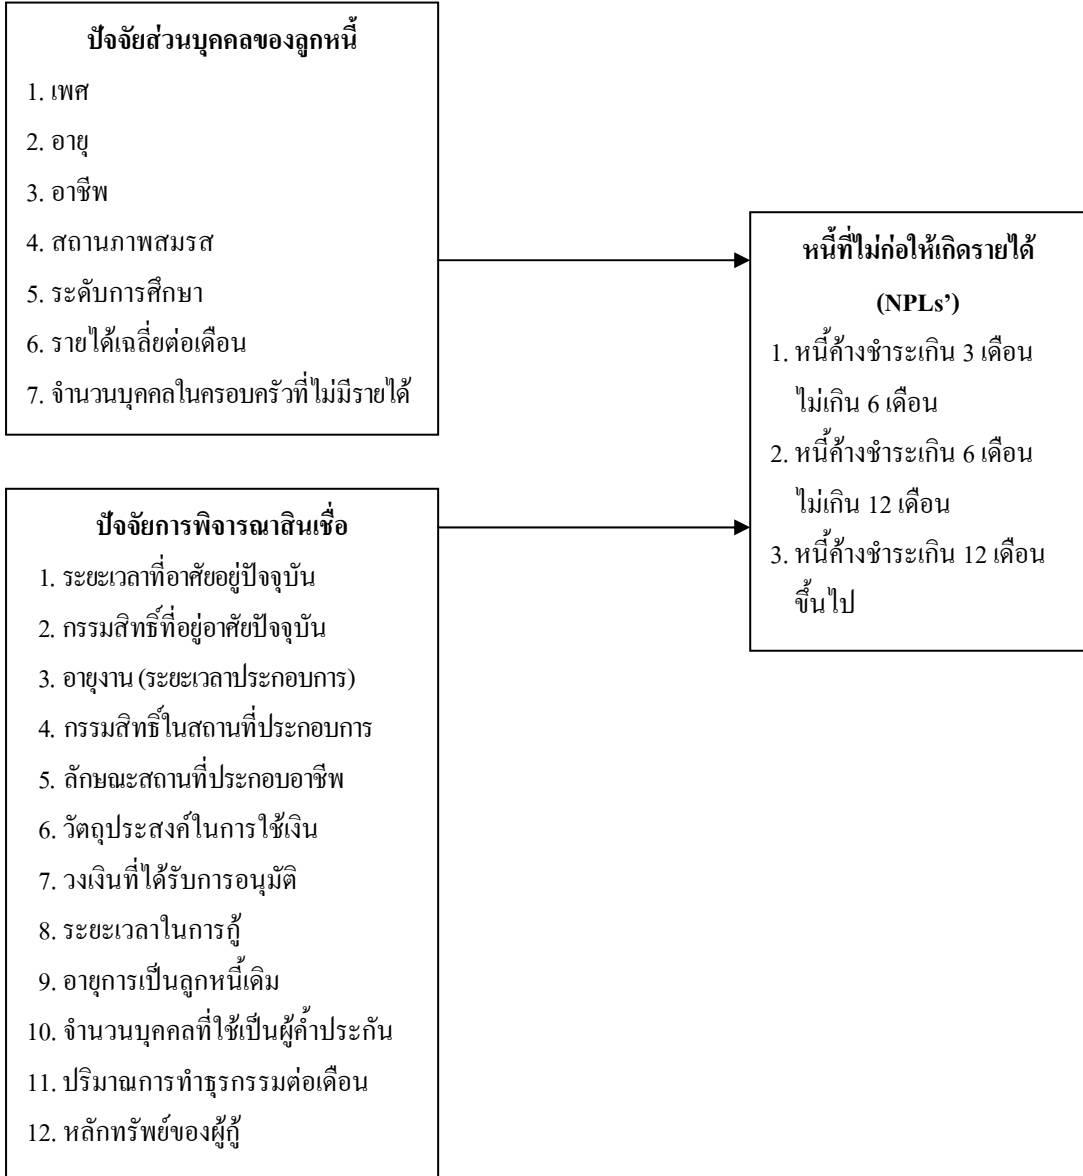 ปัจจัยส่วนบุคคลของลูกหนี้
1. เพศ
2. อายุ
3. อาชีพ
4. สถานภาพสมรส
5. ระดับการศึกษา
6. รายได้เฉลี่ยต่อเดือน
7. จำนวนบุคคลในครอบครัวที่ไม่มีรายได้
ปัจจัยการพิจารณาสินเชื่อ
1. ระยะเวลาที่อาศัยอยู่ปัจจุบัน
2. กรรมสิทธิ์ที่อยู่อาศัยปัจจุบัน
3. อายุงาน (ระยะเวลาประกอบการ)
4. กรรมสิทธิ์ในสถานที่ประกอบการ
5. ลักษณะสถานที่ประกอบอาชีพ
6. วัตถุประสงค์ในการใช้เงิน
7. วงเงินที่ได้รับการอนุมัติ
8. ระยะเวลาในการกู้
9. อายุการเป็นลูกหนี้เดิม
10. จำนวนบุคคลที่ใช้เป็นผู้ค้ำประกัน
11. ปริมาณการทำธุรกรรมต่อเดือน
12. หลักทรัพย์ของผู้กู้
หนี้ที่ไม่ก่อให้เกิดรายได้
(NPLs’)
1. หนี้ค้างชำระเกิน 3 เดือน
ไม่เกิน 6 เดือน
2. หนี้ค้างชำระเกิน 6 เดือน
ไม่เกิน 12 เดือน
3. หนี้ค้างชำระเกิน 12 เดือน
ขึ้นไป